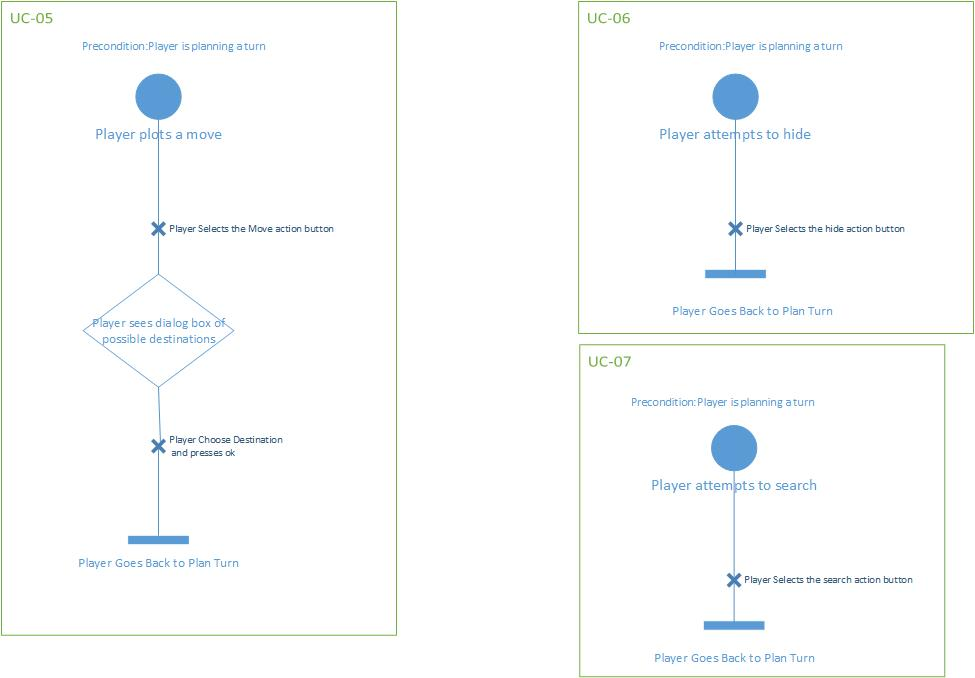 UC-05
Precondition:Player is planning a turn
Player plots a move
Player Selects the Move action button
Player sees dialog box of
possible destinations
Player Choose Destination
and presses ok
Player Goes Back to Plan Turn
UC-06
Precondition:Player is planning a turn
Player attempts to hide
Player Selects the hide action button
Player Goes Back to Plan Turn
UC-07
Precondition:Player is planning a turn
Player attempts to search
Player Selects the search action button
Player Goes Back to Plan Turn